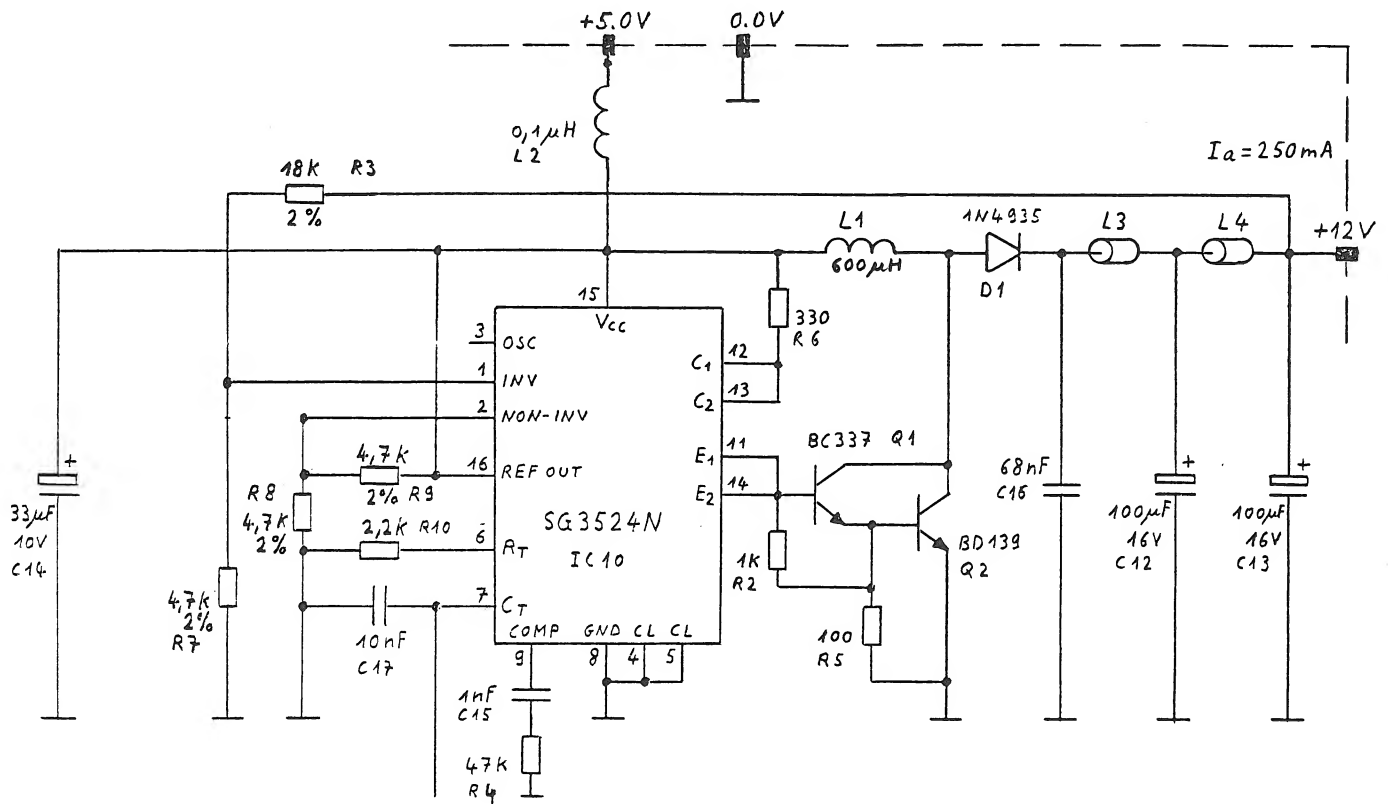 +5.0V
0.0V
0,1µH
L2
Ia = 250mA
18K R3
2%
L1
600µH
1N4935
D1
L3
L4
+12V
15
Vcc
330
R6
3
OSC
1
INV
2
NON-INV
16
REF OUT
6
RT
7
CT
C1
12
C2
13
E1
11
E2
14
SG3524N
IC10
COMP
GND
CL
CL
9
8
4
5
4,7K
2% R9
R8
4,7K
2%
2,2K R10
10nF
C17
+
33µF
10V
C14
4,7K
2%
R7
1nF
C15
47K
R4
BC337 Q1
BD139
Q2
1K
R2
100
R5
68nF
C16
+
100µF
16V
C12
+
100µF
16V
C13